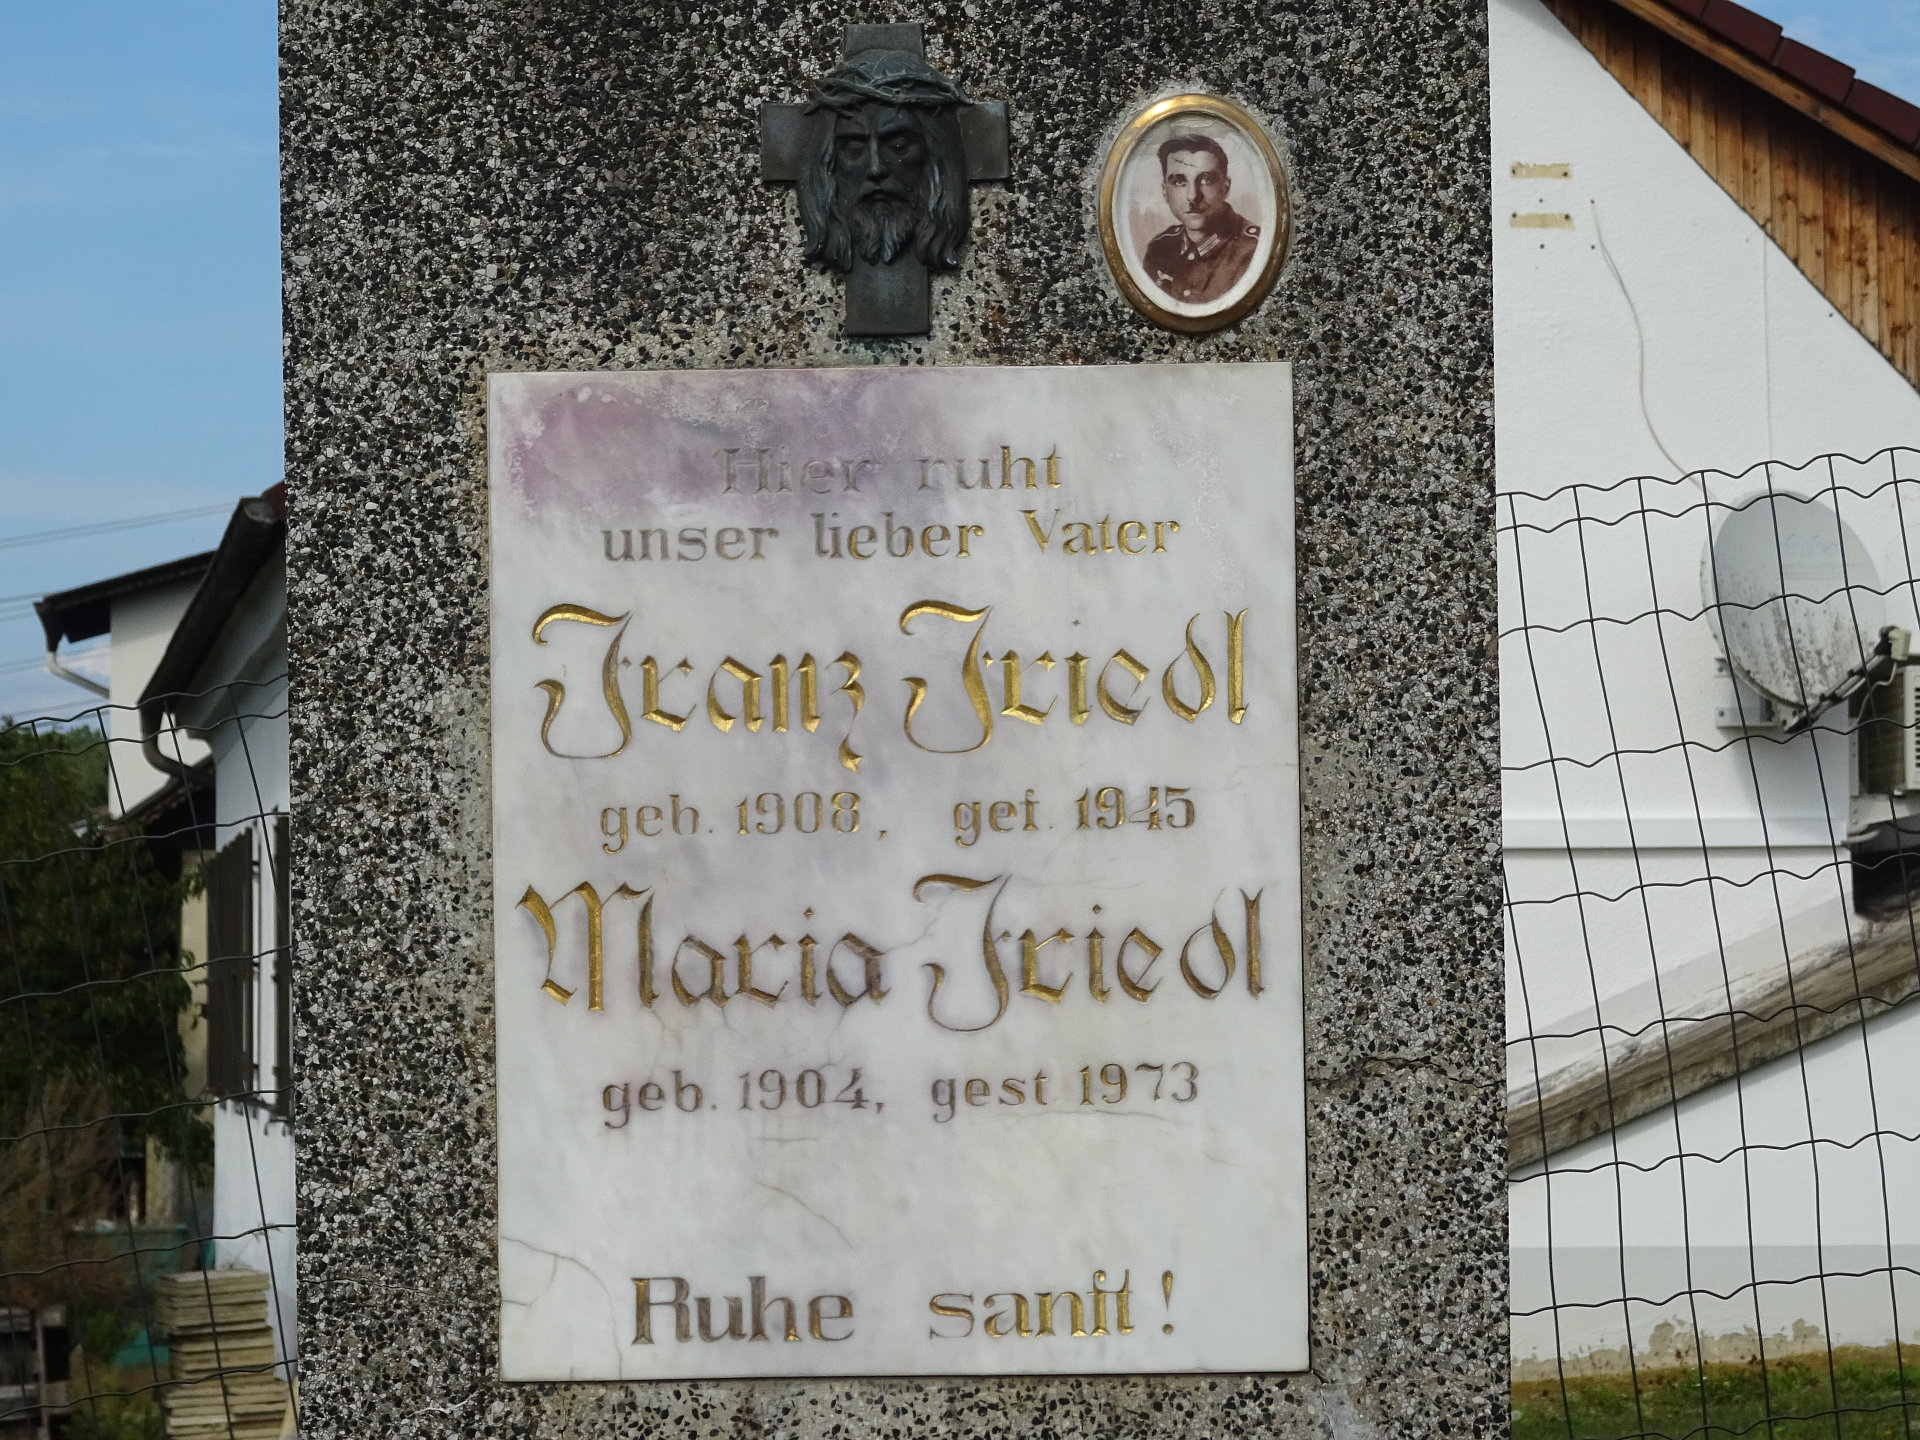 Hier ruht
unser lieber Vater
Franz Friedl
geb. 1908, gef. 1945
Maria Friedl
geb. 1904, gest 1973
Ruhe sanft!